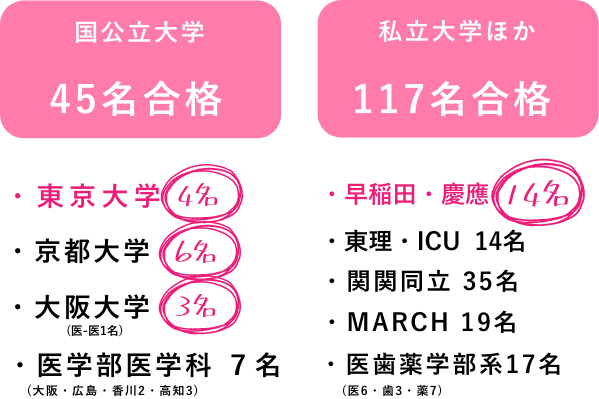 国公立大学
45名合格
・東京大学 4名
・京都大学 6名
・大阪大学 3名
(医-医1名)
・医学部医学科 7名
(大阪・広島・香川2・高知3)
私立大学ほか
117名合格
・早稲田・慶應 14名
・東理・ICU 14名
・関関同立 35名
・MARCH 19名
・医歯薬学部系17名
(医6・歯3・薬7)